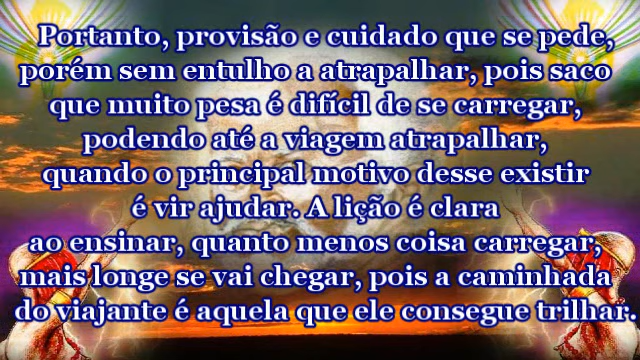 Portanto, provisão e cuidado que se pede,
porém sem entulho a atrapalhar, pois saco
que muito pesa é difícil de se carregar,
podendo até a viagem atrapalhar,
quando o principal motivo desse existir
é vir ajudar. A lição é clara
ao ensinar, quanto menos coisa carregar,
mais longe se vai chegar, pois a caminhada
do viajante é aquela que ele consegue trilhar.